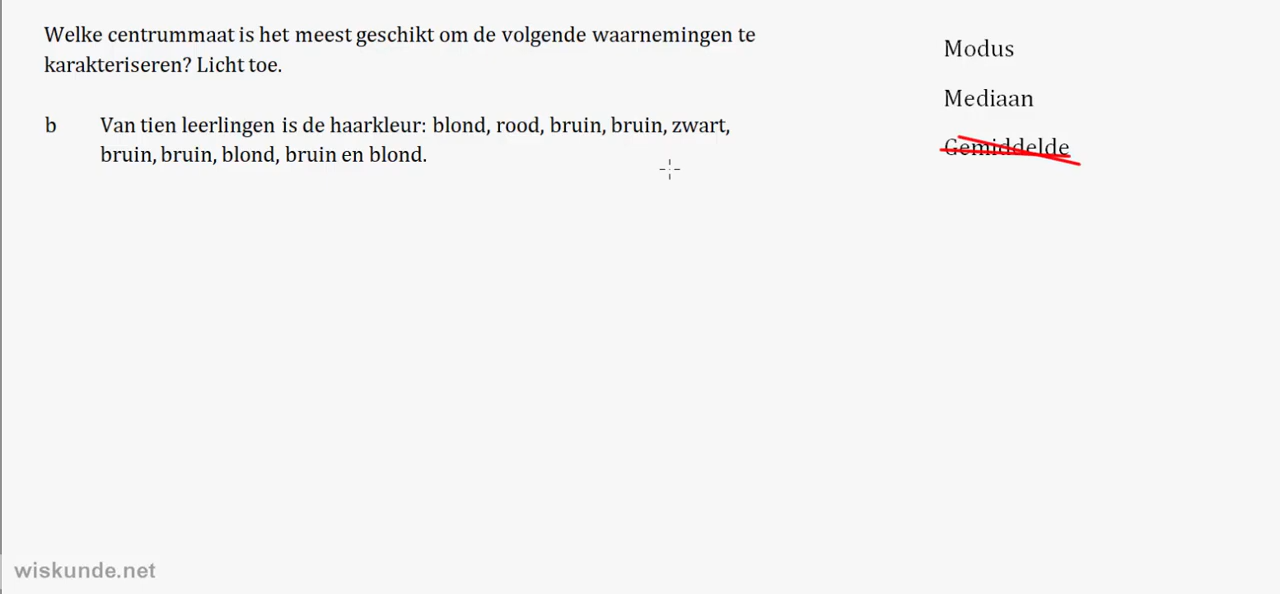 Welke centrummaat is het meest geschikt om de volgende waarnemingen te
karakteriseren? Licht toe.
b Van tien leerlingen is de haarkleur: blond, rood, bruin, bruin, zwart,
bruin, bruin, blond, bruin en blond.
Modus
Mediaan
Gemiddelde
wiskunde.net